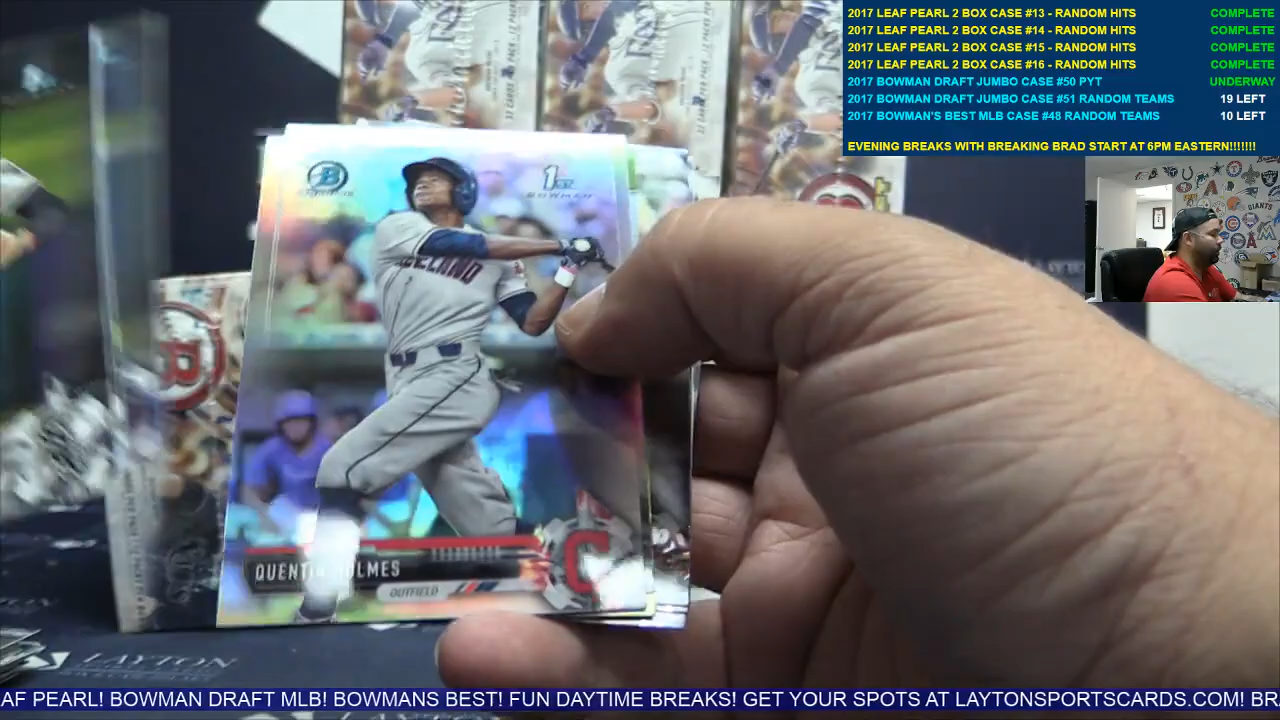 2017 LEAF PEARL 2 BOX CASE #13 - RANDOM HITS COMPLETE
2017 LEAF PEARL 2 BOX CASE #14 - RANDOM HITS COMPLETE
2017 LEAF PEARL 2 BOX CASE #15 - RANDOM HITS COMPLETE
2017 LEAF PEARL 2 BOX CASE #16 - RANDOM HITS COMPLETE
2017 BOWMAN DRAFT JUMBO CASE #50 PYT UNDERWAY
2017 BOWMAN DRAFT JUMBO CASE #51 RANDOM TEAMS 19 LEFT
2017 BOWMAN'S BEST MLB CASE #48 RANDOM TEAMS 10 LEFT
EVENING BREAKS WITH BREAKING BRAD START AT 6PM EASTERN!!!!!!!
B
1ST
BOWMAN
GIANTS
QUENTIN HOLMES
OUTFIELD
C
LAYTON
AF PEARL! BOWMAN DRAFT MLB! BOWMANS BEST! FUN DAYTIME BREAKS! GET YOUR SPOTS AT LAYTONSPORTSCARDS.COM! BR